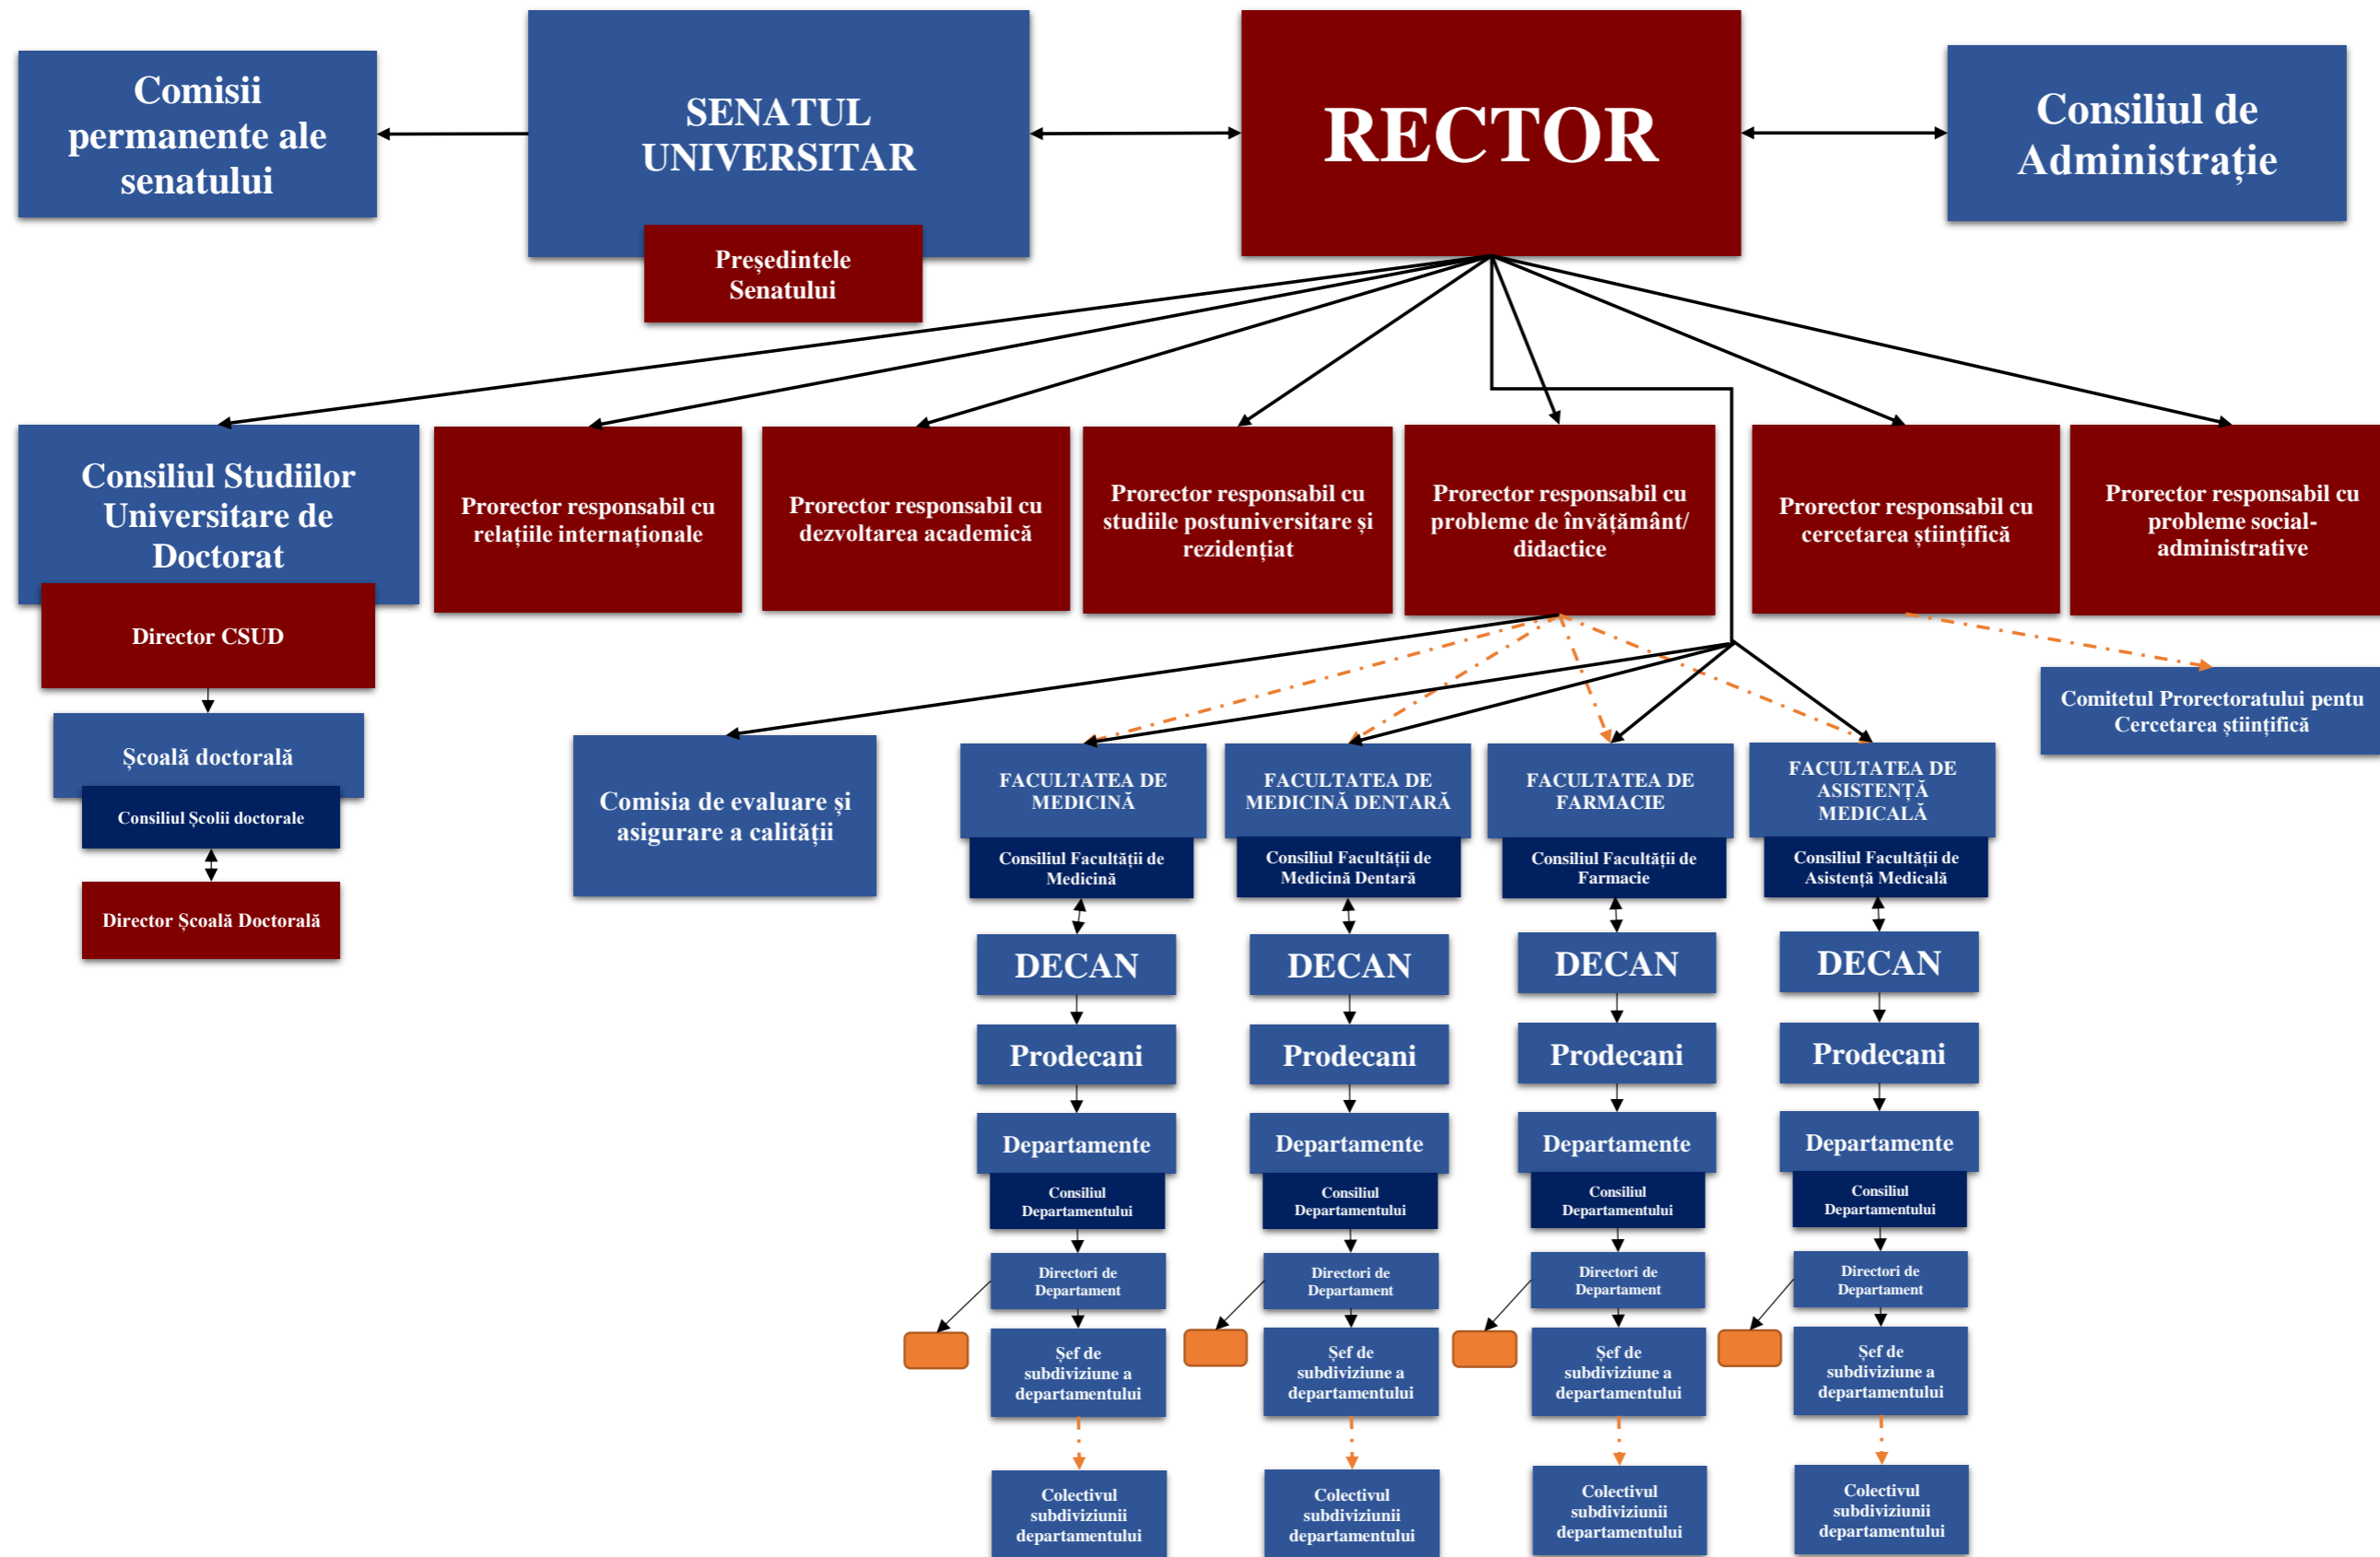 Comisii
permanente ale
senatului
SENATUL
UNIVERSITAR
Președintele
Senatului
RECTOR
Consiliul de
Administrație
Consiliul Studiilor
Universitare de
Doctorat
Director CSUD
Școală doctorală
Consiliul Școlii doctorale
Director Școală Doctorală
Prorector responsabil cu
relațiile internaționale
Prorector responsabil cu
dezvoltarea academică
Prorector responsabil cu
studiile postuniversitare și
rezidențiat
Prorector responsabil cu
probleme de învățământ/
didactice
Prorector responsabil cu
cercetarea științifică
Prorector responsabil cu
probleme social-
administrative
Comitetul Prorectoratului pentu
Cercetarea științifică
Comisia de evaluare și
asigurare a calității
FACULTATEA DE
MEDICINĂ
Consiliul Facultății de
Medicină
DECAN
Prodecani
Departamente
Consiliul
Departamentului
Directori de
Departament
Șef de
subdiviziune a
departamentului
Colectivul
subdiviziunii
departamentului
FACULTATEA DE
MEDICINĂ DENTARĂ
Consiliul Facultății de
Medicină Dentară
DECAN
Prodecani
Departamente
Consiliul
Departamentului
Directori de
Departament
Șef de
subdiviziune a
departamentului
Colectivul
subdiviziunii
departamentului
FACULTATEA DE
FARMACIE
Consiliul Facultății de
Farmacie
DECAN
Prodecani
Departamente
Consiliul
Departamentului
Directori de
Departament
Șef de
subdiviziune a
departamentului
Colectivul
subdiviziunii
departamentului
FACULTATEA DE
ASISTENȚĂ
MEDICALĂ
Consiliul Facultății de
Asistență Medicală
DECAN
Prodecani
Departamente
Consiliul
Departamentului
Directori de
Departament
Șef de
subdiviziune a
departamentului
Colectivul
subdiviziunii
departamentului